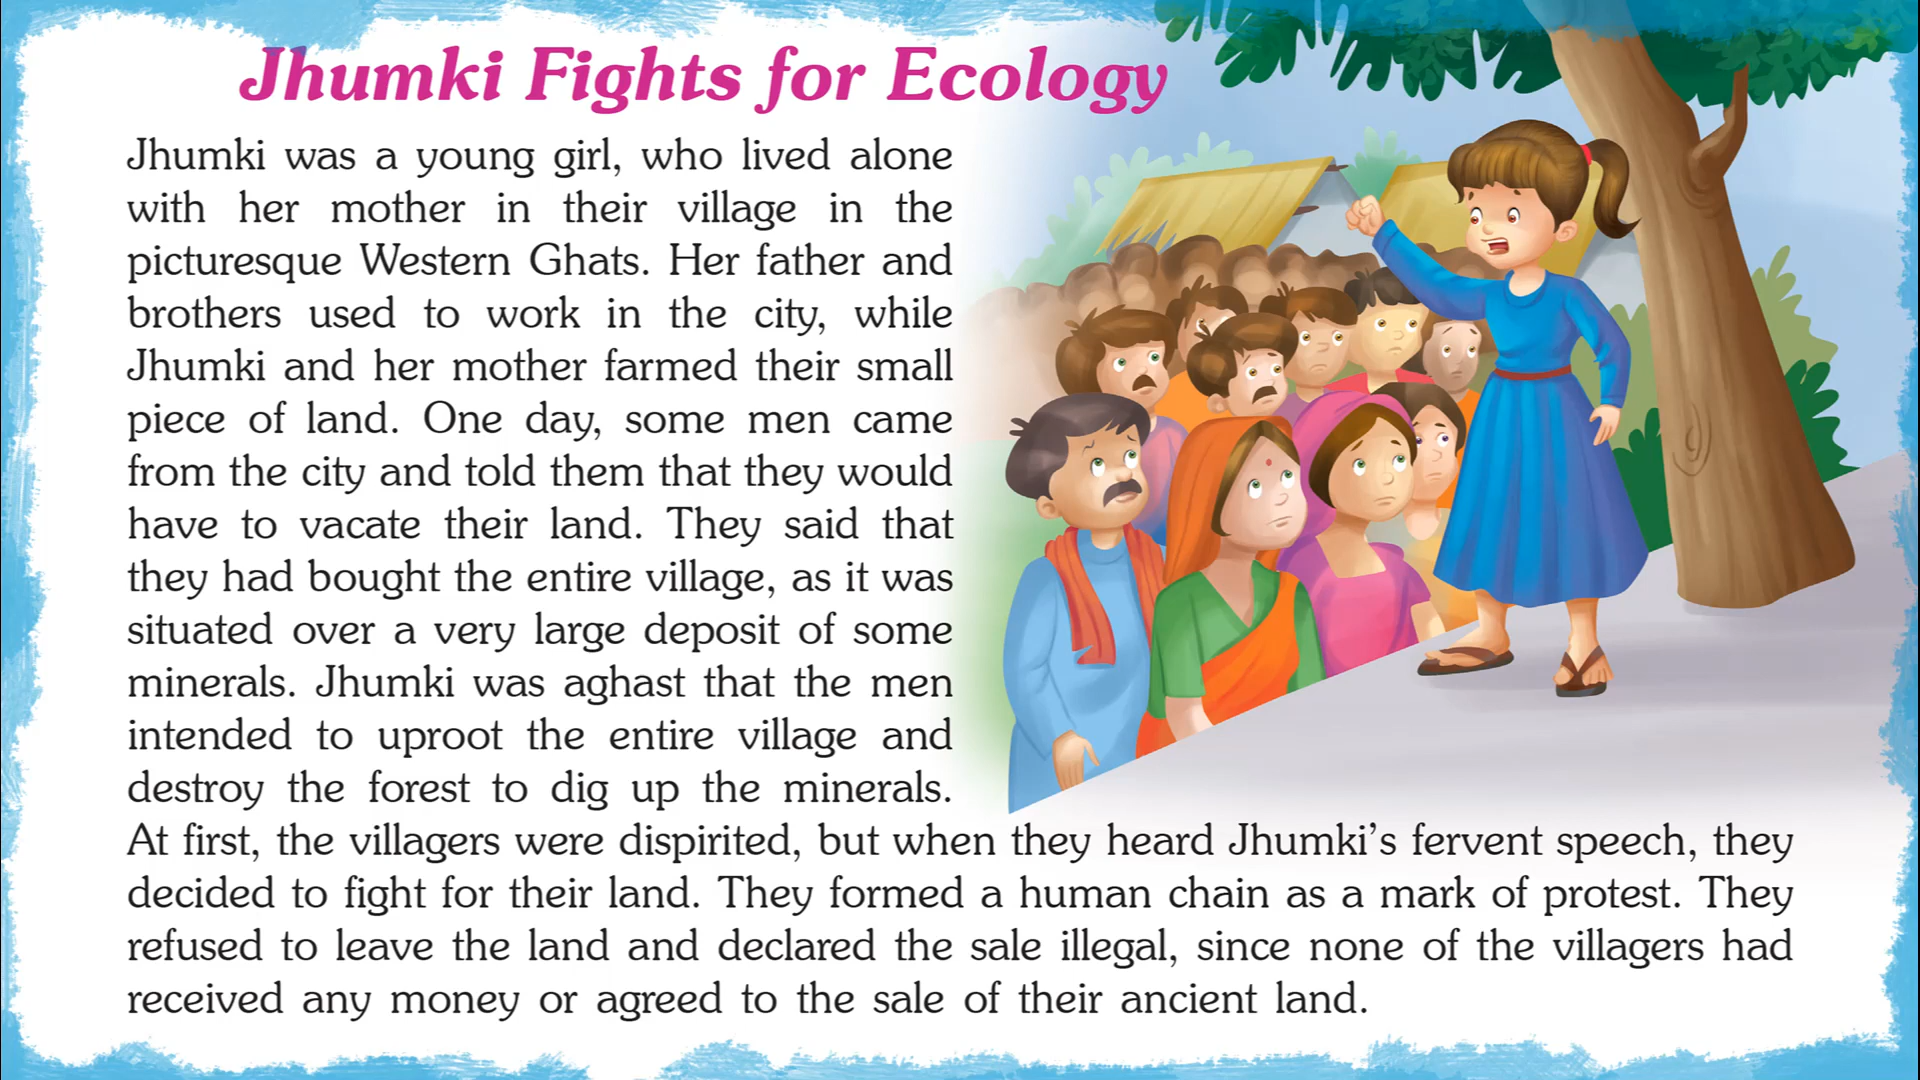 Jhumki Fights for Ecology
Jhumki was a young girl, who lived alone
with her mother in their village in the
picturesque Western Ghats. Her father and
brothers used to work in the city, while
Jhumki and her mother farmed their small
piece of land. One day, some men came
from the city and told them that they would
have to vacate their land. They said that
they had bought the entire village, as it was
situated over a very large deposit of some
minerals. Jhumki was aghast that the men
intended to uproot the entire village and
destroy the forest to dig up the minerals.
At first, the villagers were dispirited, but when they heard Jhumki’s fervent speech, they
decided to fight for their land. They formed a human chain as a mark of protest. They
refused to leave the land and declared the sale illegal, since none of the villagers had
received any money or agreed to the sale of their ancient land.